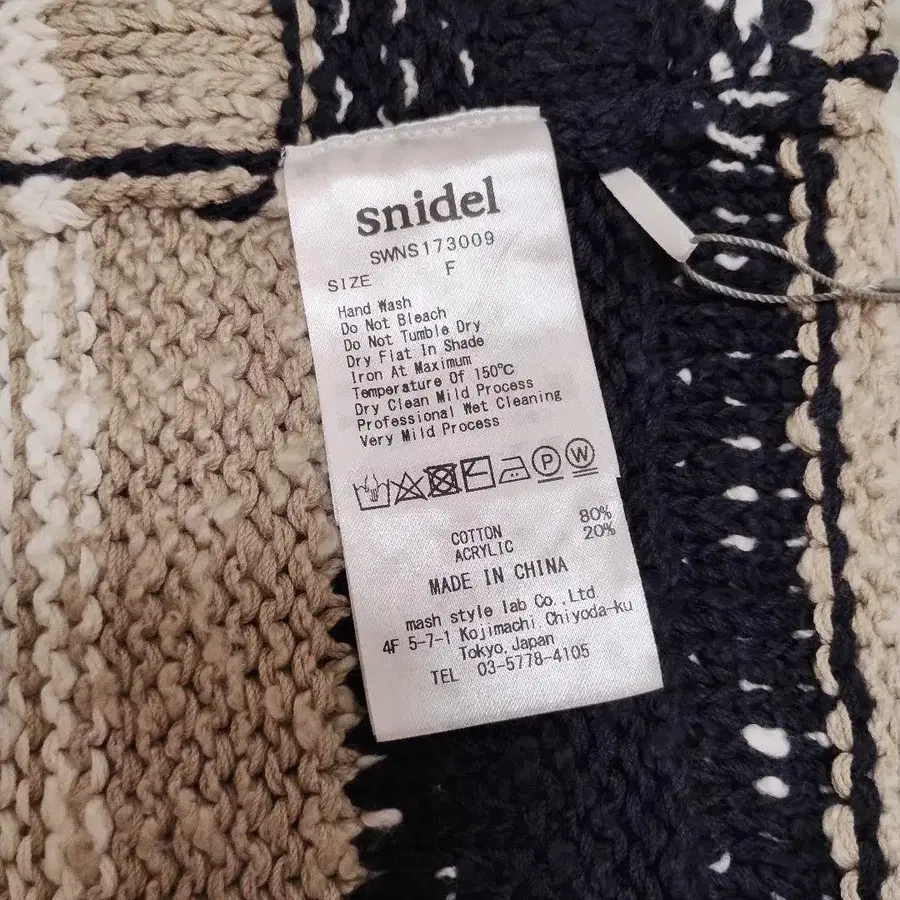 snidel
SWNS173009
SIZE F
Hand Wash
Do Not Bleach
Do Not Tumble Dry
Dry Flat In Shade
Iron At Maximum
Temperature Of 150℃
Dry Clean Mild Process
Professional Wet Cleaning
Very Mild Process
P W
COTTON 80%
ACRYLIC 20%
MADE IN CHINA
mash style lab Co.,Ltd
4F 5-7-1 Kojimachi Chiyoda-ku
Tokyo,Japan
TEL 03-5778-4105